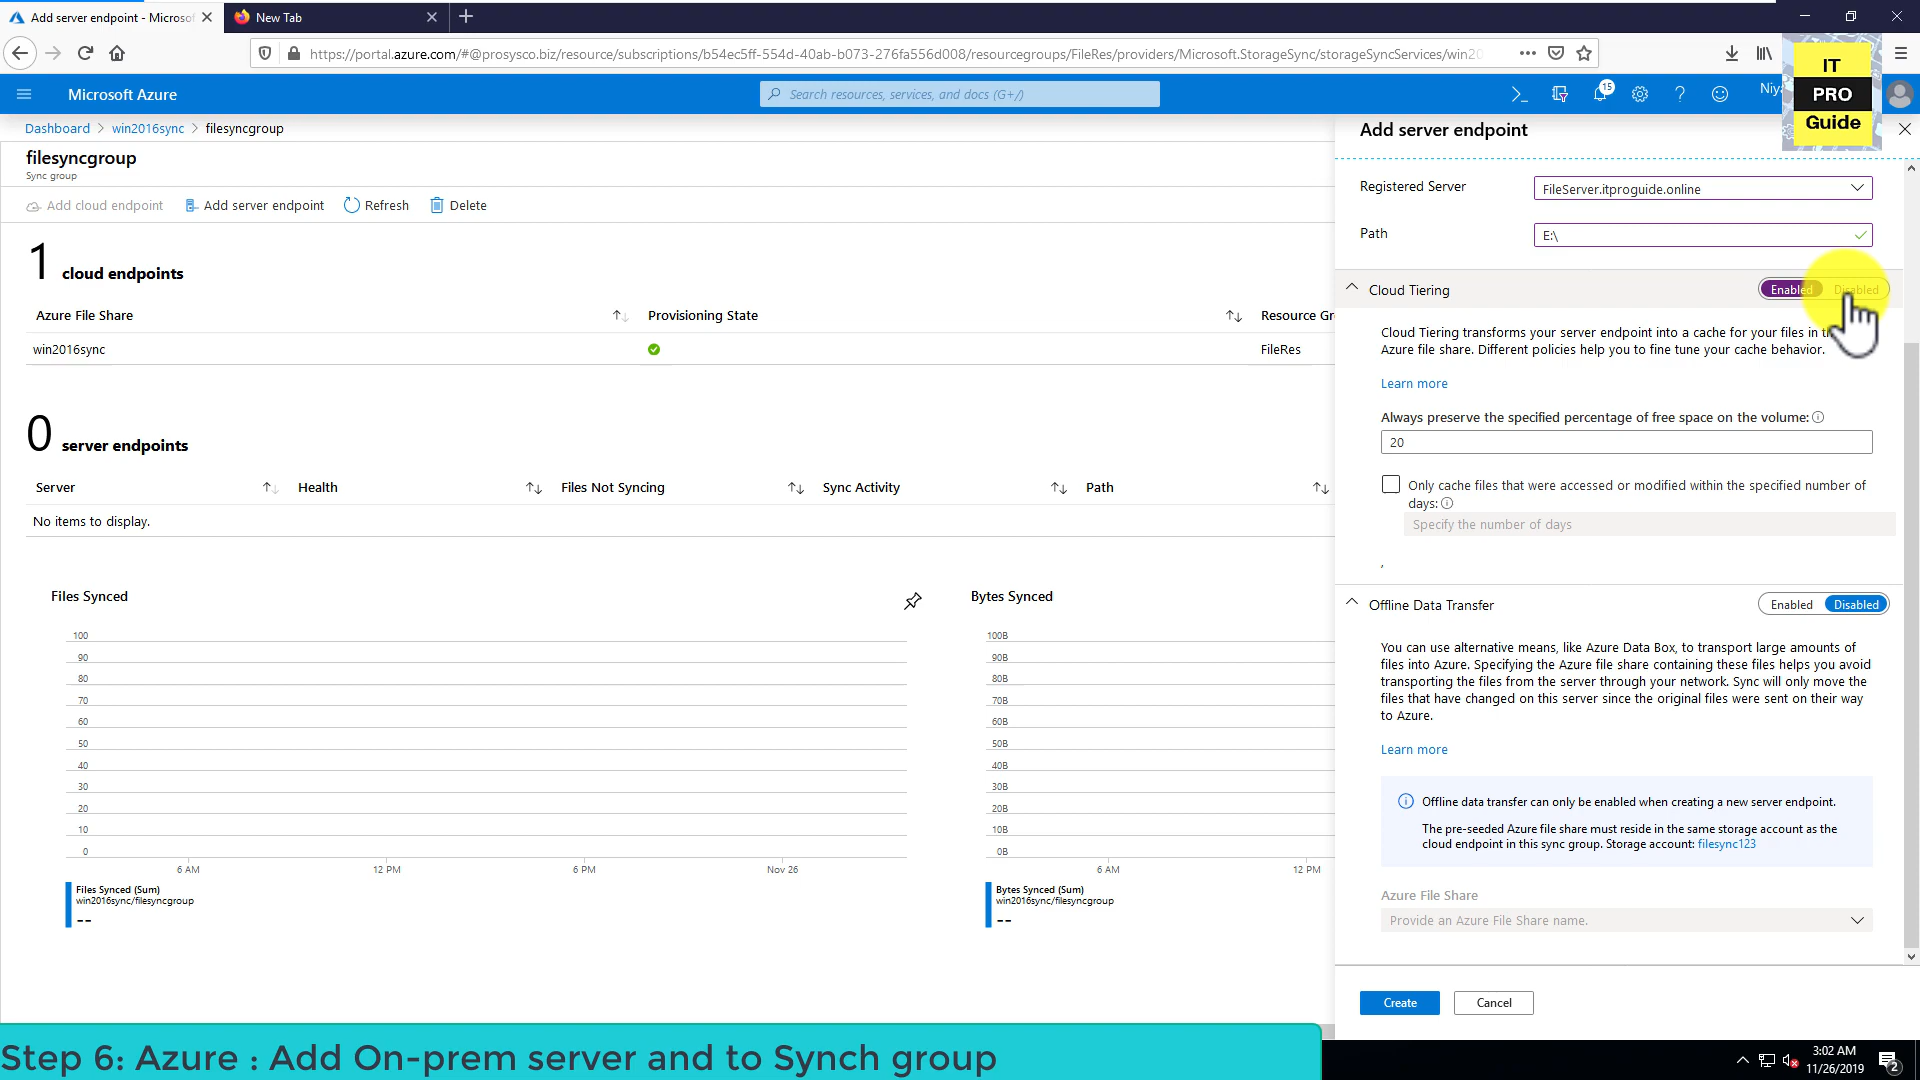 Add server endpoint - Microsof
New Tab
https://portal.azure.com/#@prosysco.biz/resource/subscriptions/b54ec5ff-554d-40ab-b073-276fa556d008/resourcegroups/FileRes/providers/Microsoft.StorageSync/storageSyncServices/win20
IT
PRO
Guide
Microsoft Azure
Search resources, services, and docs (G+/)
15
Niy
Dashboard > win2016sync > filesyncgroup
filesyncgroup
Sync group
Add cloud endpoint
Add server endpoint
Refresh
Delete
1 cloud endpoints
Azure File Share
Provisioning State
Resource Gr
win2016sync
FileRes
0 server endpoints
Server
Health
Files Not Syncing
Sync Activity
Path
No items to display.
Files Synced
100
90
80
70
60
50
40
30
20
10
0
6 AM
12 PM
6 PM
Nov 26
Files Synced (Sum)
win2016sync/filesyncgroup
--
Bytes Synced
100B
90B
80B
70B
60B
50B
40B
30B
20B
10B
0B
6 AM
12 PM
Bytes Synced (Sum)
win2016sync/filesyncgroup
--
Add server endpoint
Registered Server
FileServer.itproguide.online
Path
E:\
Cloud Tiering
Enabled
Disabled
Cloud Tiering transforms your server endpoint into a cache for your files in
Azure file share. Different policies help you to fine tune your cache behavior.
Learn more
Always preserve the specified percentage of free space on the volume:
20
Only cache files that were accessed or modified within the specified number of
days:
Specify the number of days
,
Offline Data Transfer
Enabled
Disabled
You can use alternative means, like Azure Data Box, to transport large amounts of
files into Azure. Specifying the Azure file share containing these files helps you avoid
transporting the files from the server through your network. Sync will only move the
files that have changed on this server since the original files were sent on their way
to Azure.
Learn more
Offline data transfer can only be enabled when creating a new server endpoint.
The pre-seeded Azure file share must reside in the same storage account as the
cloud endpoint in this sync group. Storage account: filesync123
Azure File Share
Provide an Azure File Share name.
Create
Cancel
Step 6: Azure : Add On-prem server and to Synch group
3:02 AM
11/26/2019
2